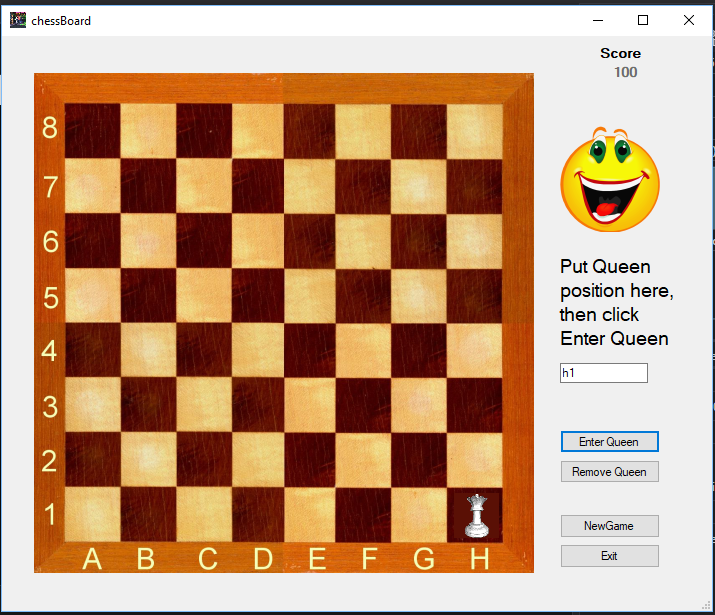 chessBoard
Score
100
8
7
6
5
4
3
2
1
A B C D E F G H
Put Queen
position here,
then click
Enter Queen
h1
Enter Queen
Remove Queen
NewGame
Exit